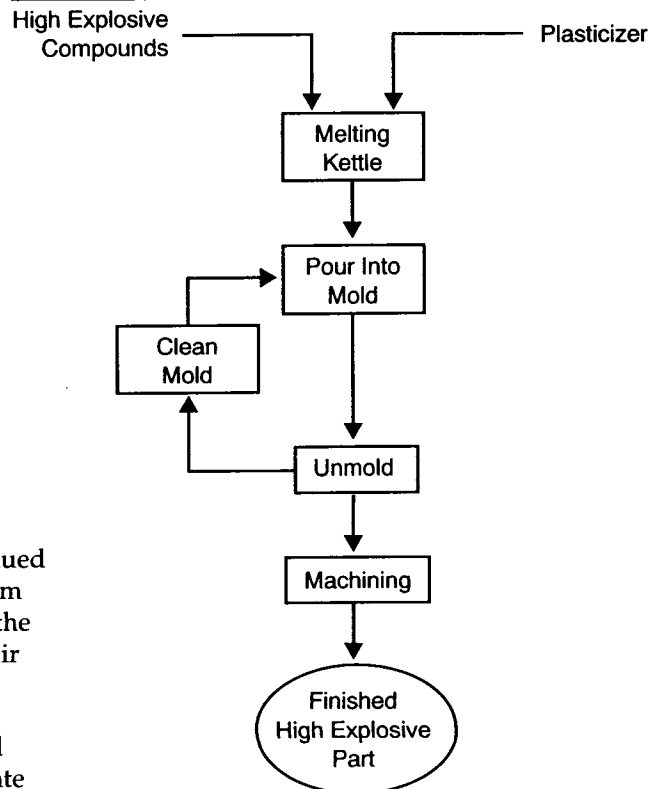 High Explosive
Compounds
Plasticizer
Melting
Kettle
Pour Into
Mold
Clean
Mold
Unmold
Machining
Finished
High Explosive
Part